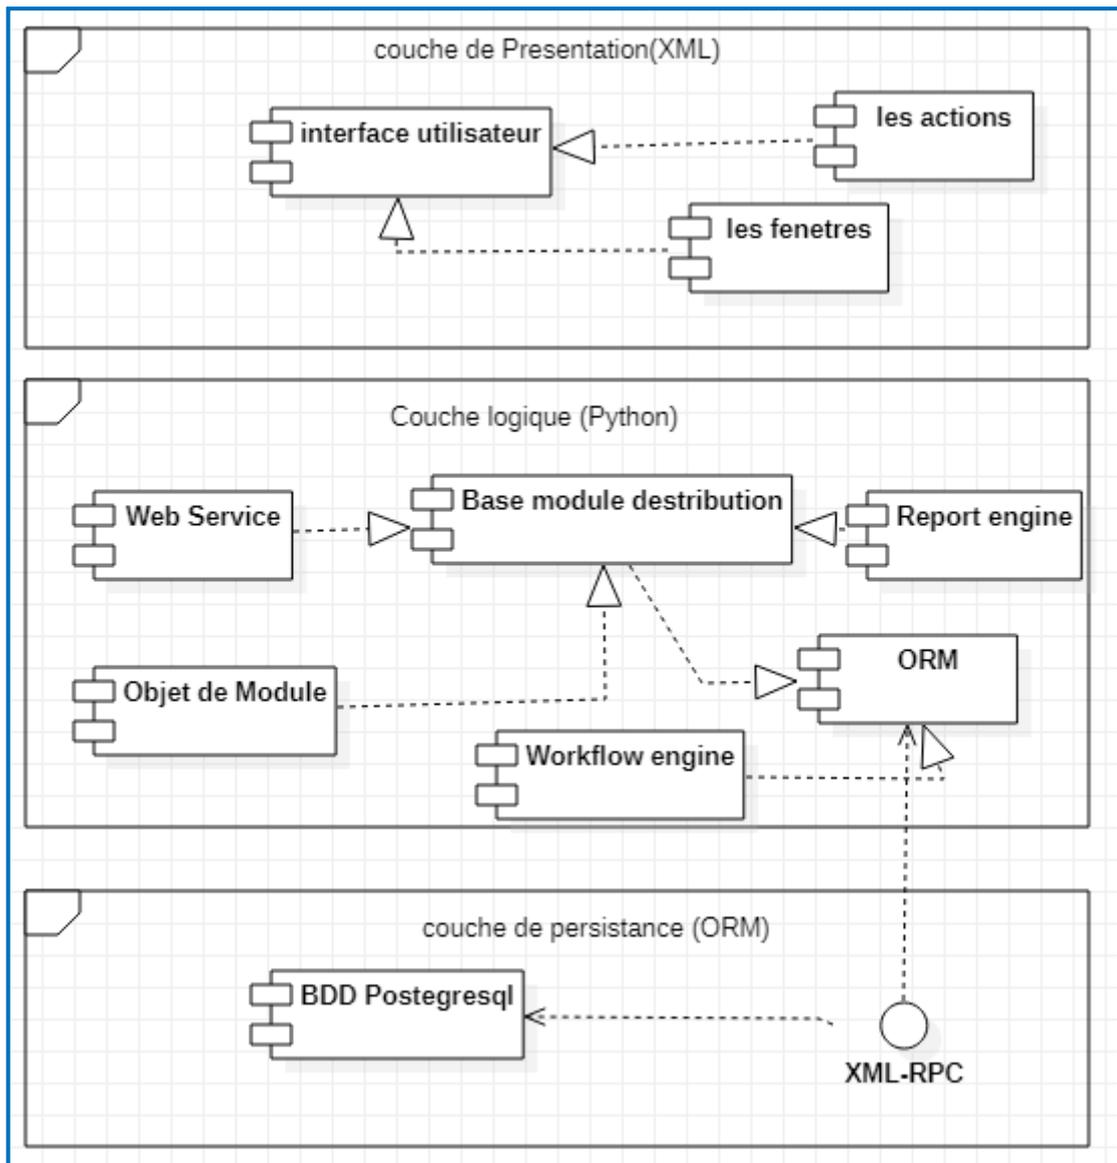 couche de Presentation(XML)
interface utilisateur
les actions
les fenetres
Couche logique (Python)
Web Service
Base module destribution
Report engine
ORM
Objet de Module
Workflow engine
couche de persistance (ORM)
BDD Postegresql
XML-RPC